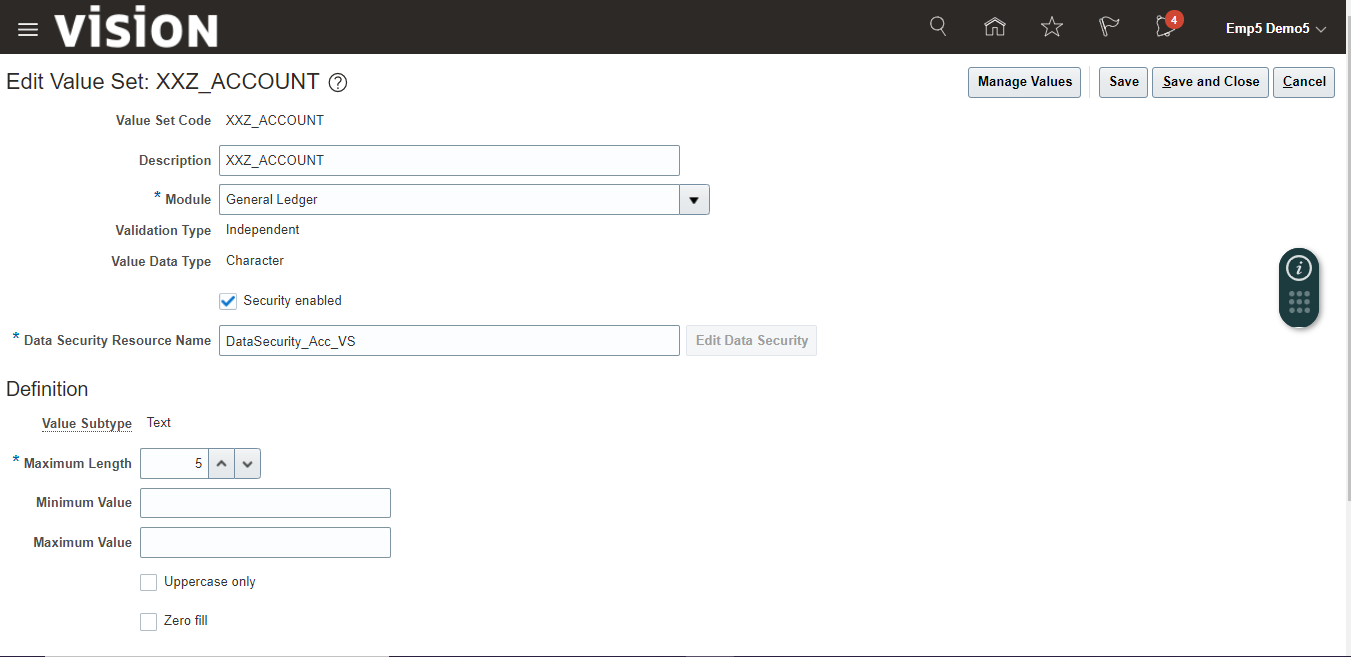 VISION
4
Emp5 Demo5
Edit Value Set: XXZ_ACCOUNT ?
Manage Values Save Save and Close Cancel
Value Set Code XXZ_ACCOUNT
Description XXZ_ACCOUNT
* Module General Ledger
Validation Type Independent
Value Data Type Character
Security enabled
* Data Security Resource Name DataSecurity_Acc_VS Edit Data Security
i
Definition
Value Subtype Text
* Maximum Length 5
Minimum Value
Maximum Value
Uppercase only
Zero fill